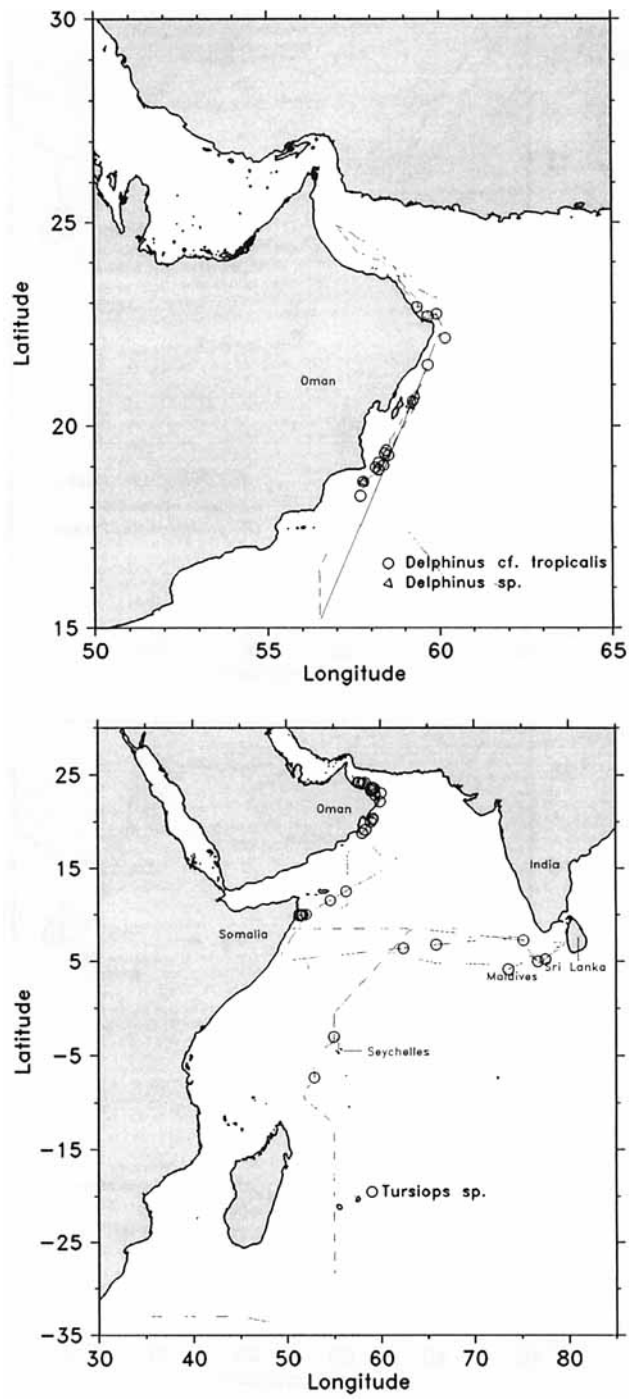 30
25
20
15
Latitude
Oman
Delphinus cf. tropicalis
Delphinus sp.
50 55 60 65
Longitude
25
15
5
-5
-15
-25
-35
Latitude
Oman
India
Somalia
Maldives
Sri Lanka
Seychelles
Tursiops sp.
30 40 50 60 70 80
Longitude